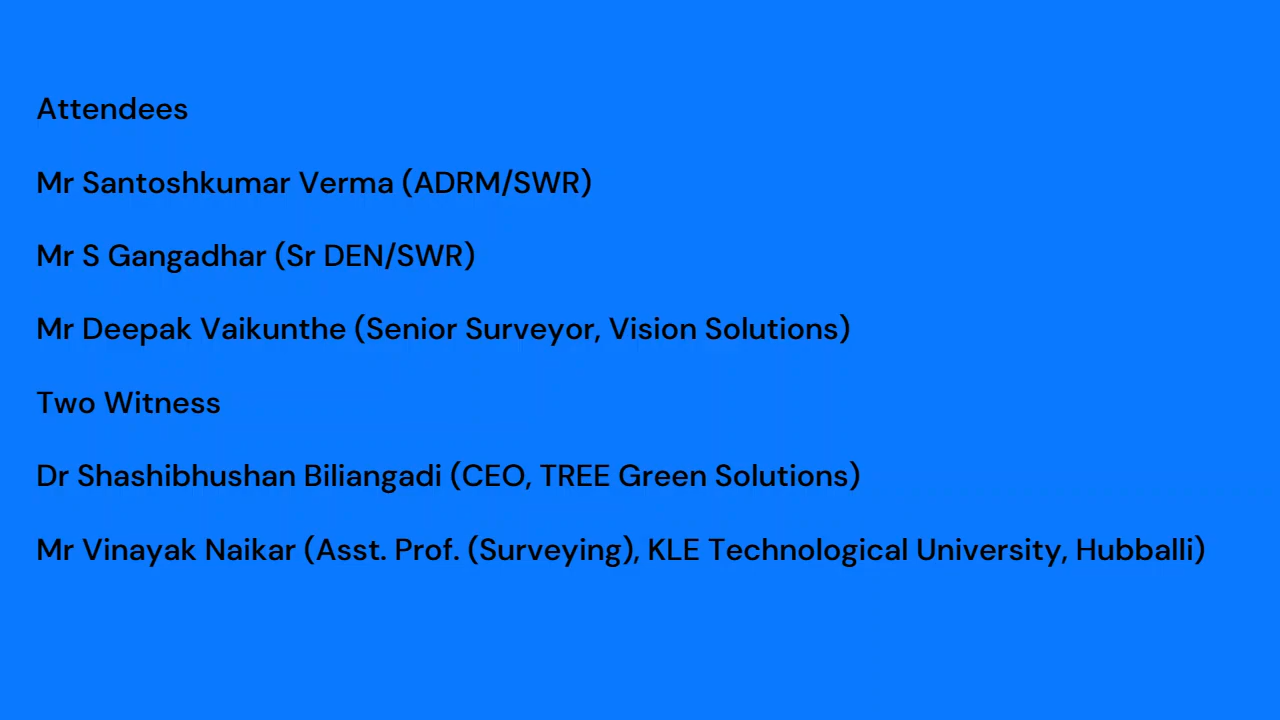 Attendees
Mr Santoshkumar Verma (ADRM/SWR)
Mr S Gangadhar (Sr DEN/SWR)
Mr Deepak Vaikunthe (Senior Surveyor, Vision Solutions)
Two Witness
Dr Shashibhushan Biliangadi (CEO, TREE Green Solutions)
Mr Vinayak Naikar (Asst. Prof. (Surveying), KLE Technological University, Hubballi)